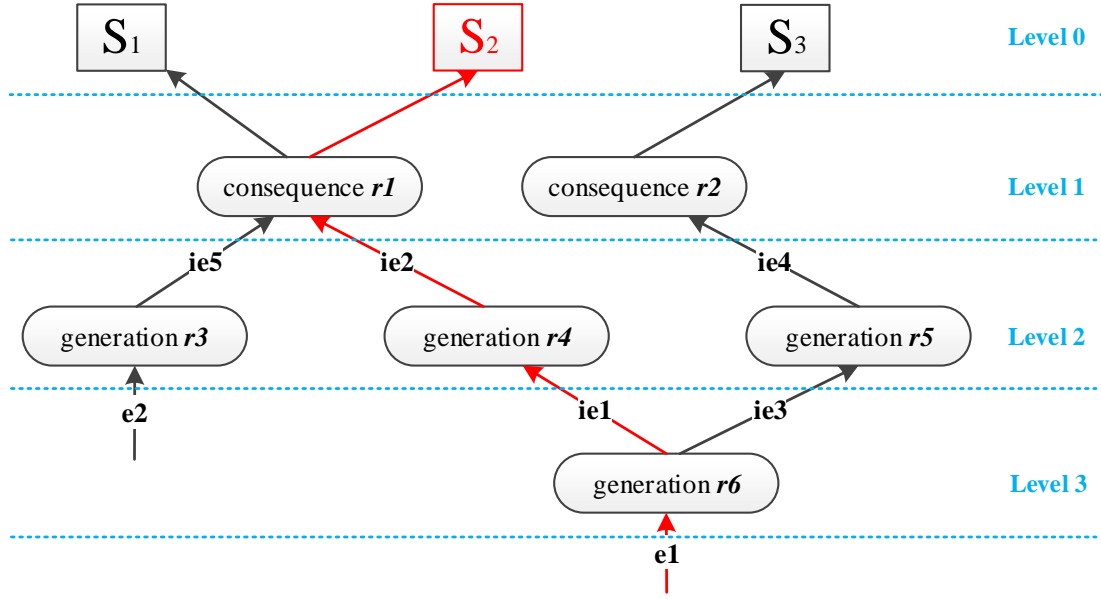 S1
S2
S3
Level 0
consequence r1
consequence r2
Level 1
ie5
ie2
ie4
generation r3
generation r4
generation r5
Level 2
e2
ie1
ie3
generation r6
Level 3
e1